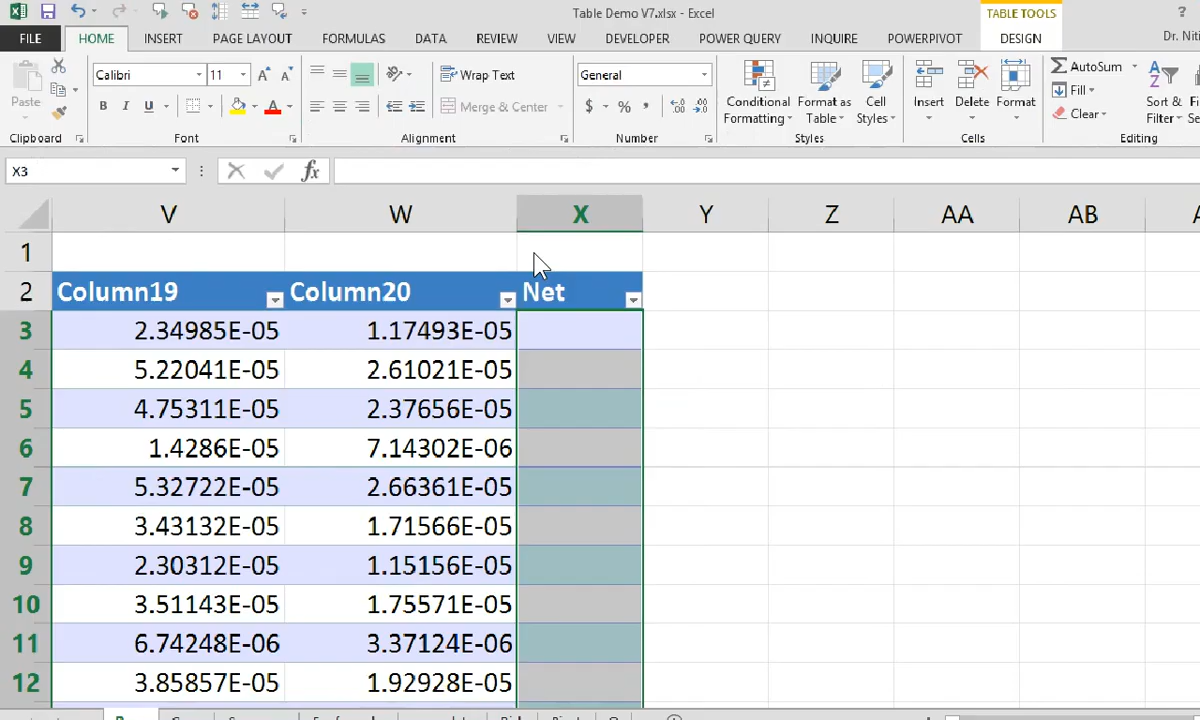 Table Demo V7.xlsx - Excel
TABLE TOOLS
?
FILE HOME INSERT PAGE LAYOUT FORMULAS DATA REVIEW VIEW DEVELOPER POWER QUERY INQUIRE POWERPIVOT DESIGN Dr. Niti
Paste
Calibri 11
B I U A
Wrap Text
Merge & Center
General
$ % ,
Conditional Formatting
Format as Table
Cell Styles
Insert
Delete
Format
AutoSum
Fill
Clear
Sort & Filter
Clipboard Font Alignment Number Styles Cells Editing
X3 fx
V W X Y Z AA AB
1
2 Column19 Column20 Net
3 2.34985E-05 1.17493E-05
4 5.22041E-05 2.61021E-05
5 4.75311E-05 2.37656E-05
6 1.4286E-05 7.14302E-06
7 5.32722E-05 2.66361E-05
8 3.43132E-05 1.71566E-05
9 2.30312E-05 1.15156E-05
10 3.51143E-05 1.75571E-05
11 6.74248E-06 3.37124E-06
12 3.85857E-05 1.92928E-05